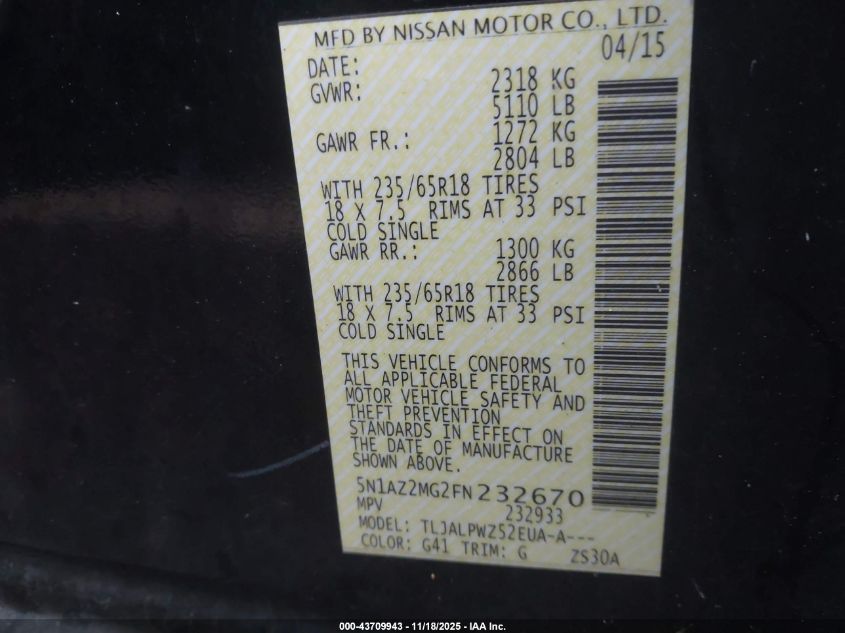 MFD BY NISSAN MOTOR CO., LTD.
DATE: 04/15
GVWR: 2318 KG
5110 LB
GAWR FR.: 1272 KG
2804 LB
WITH 235/65R18 TIRES
18 X 7.5 RIMS AT 33 PSI
COLD SINGLE
GAWR RR.: 1300 KG
2866 LB
WITH 235/65R18 TIRES
18 X 7.5 RIMS AT 33 PSI
COLD SINGLE
THIS VEHICLE CONFORMS TO
ALL APPLICABLE FEDERAL
MOTOR VEHICLE SAFETY AND
THEFT PREVENTION
STANDARDS IN EFFECT ON
THE DATE OF MANUFACTURE
SHOWN ABOVE.
5N1AZ2MG2FN232670
MPV 232933
MODEL: TLJALPWZ52EUA-A---
COLOR: G41 TRIM: G ZS30A
000-43709943 - 11/18/2025 - IAA Inc.